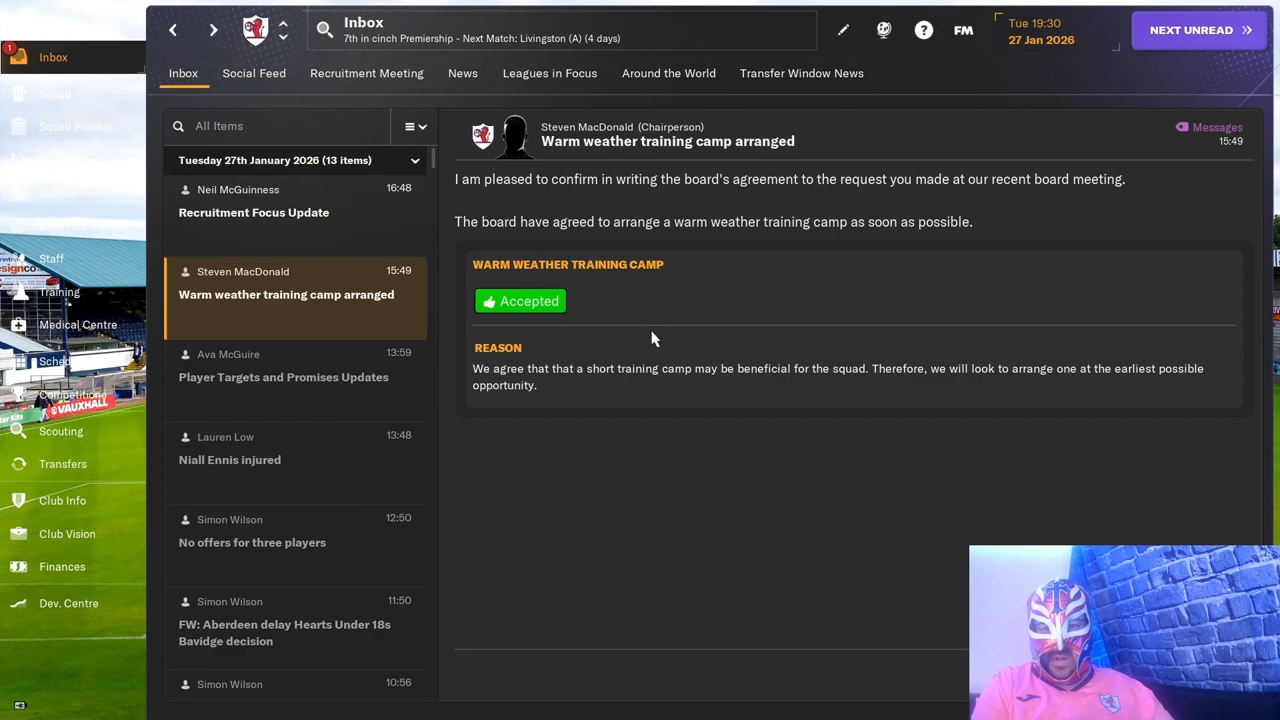 Inbox
7th in cinch Premiership - Next Match: Livingston (A) (4 days)
FM
Tue 19:30
27 Jan 2026
NEXT UNREAD
1
Inbox
Squad
Squad Planner
Staff
Training
Medical Centre
Sched
Competitions
Scouting
Transfers
Club Info
Club Vision
Finances
Dev. Centre
VAUXHALL
Inbox
Social Feed
Recruitment Meeting
News
Leagues in Focus
Around the World
Transfer Window News
All Items
Tuesday 27th January 2026 (13 items)
Neil McGuinness 16:48
Recruitment Focus Update
Steven MacDonald 15:49
Warm weather training camp arranged
Ava McGuire 13:59
Player Targets and Promises Updates
Lauren Low 13:48
Niall Ennis injured
Simon Wilson 12:50
No offers for three players
Simon Wilson 11:50
FW: Aberdeen delay Hearts Under 18s
Bavidge decision
Simon Wilson 10:56
Steven MacDonald (Chairperson)
Warm weather training camp arranged
Messages
15:49
I am pleased to confirm in writing the board's agreement to the request you made at our recent board meeting.
The board have agreed to arrange a warm weather training camp as soon as possible.
WARM WEATHER TRAINING CAMP
Accepted
REASON
We agree that that a short training camp may be beneficial for the squad. Therefore, we will look to arrange one at the earliest possible
opportunity.